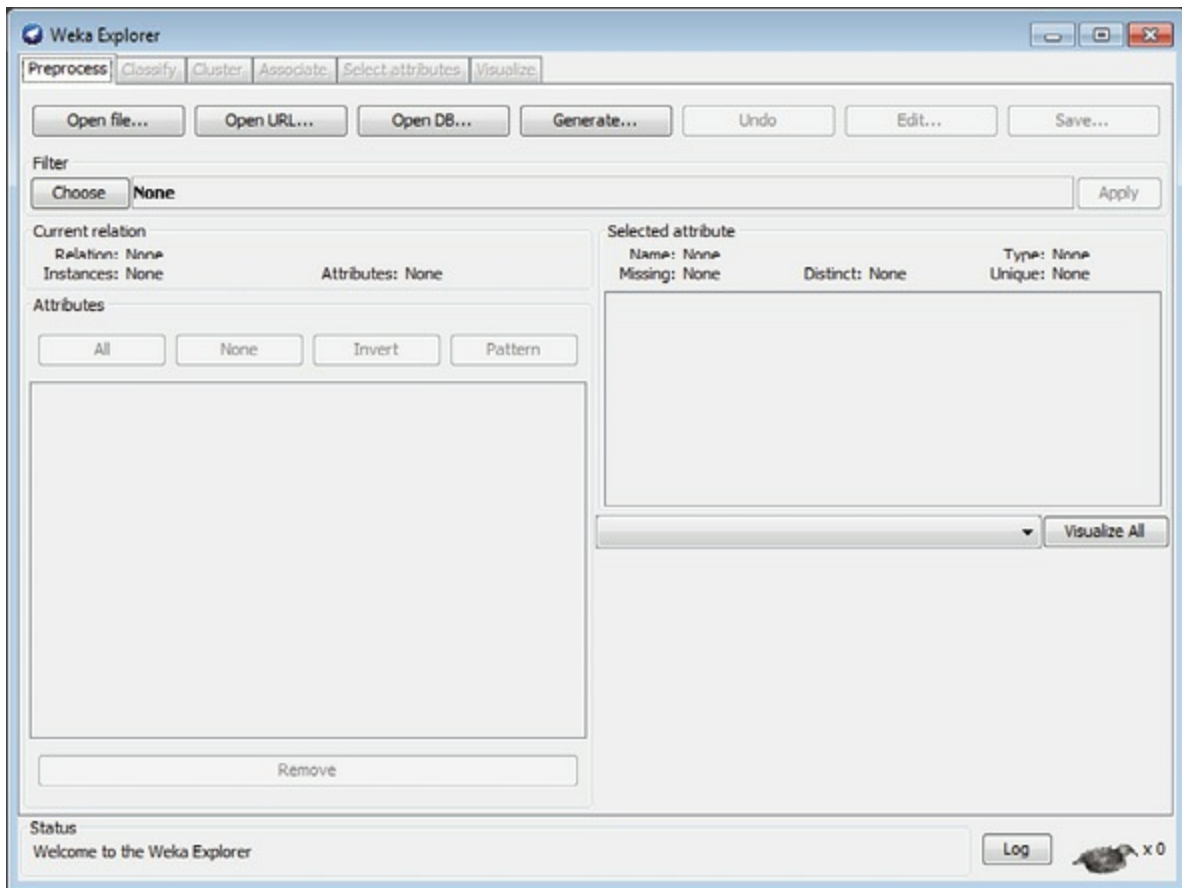 Weka Explorer
Preprocess Classify Cluster Associate Select attributes Visualize
Open file... Open URL... Open DB... Generate... Undo Edit... Save...
Filter
Choose None Apply
Current relation
Relation: None
Instances: None Attributes: None
Selected attribute
Name: None Type: None
Missing: None Distinct: None Unique: None
Attributes
All None Invert Pattern
Visualize All
Remove
Status
Welcome to the Weka Explorer
Log x 0